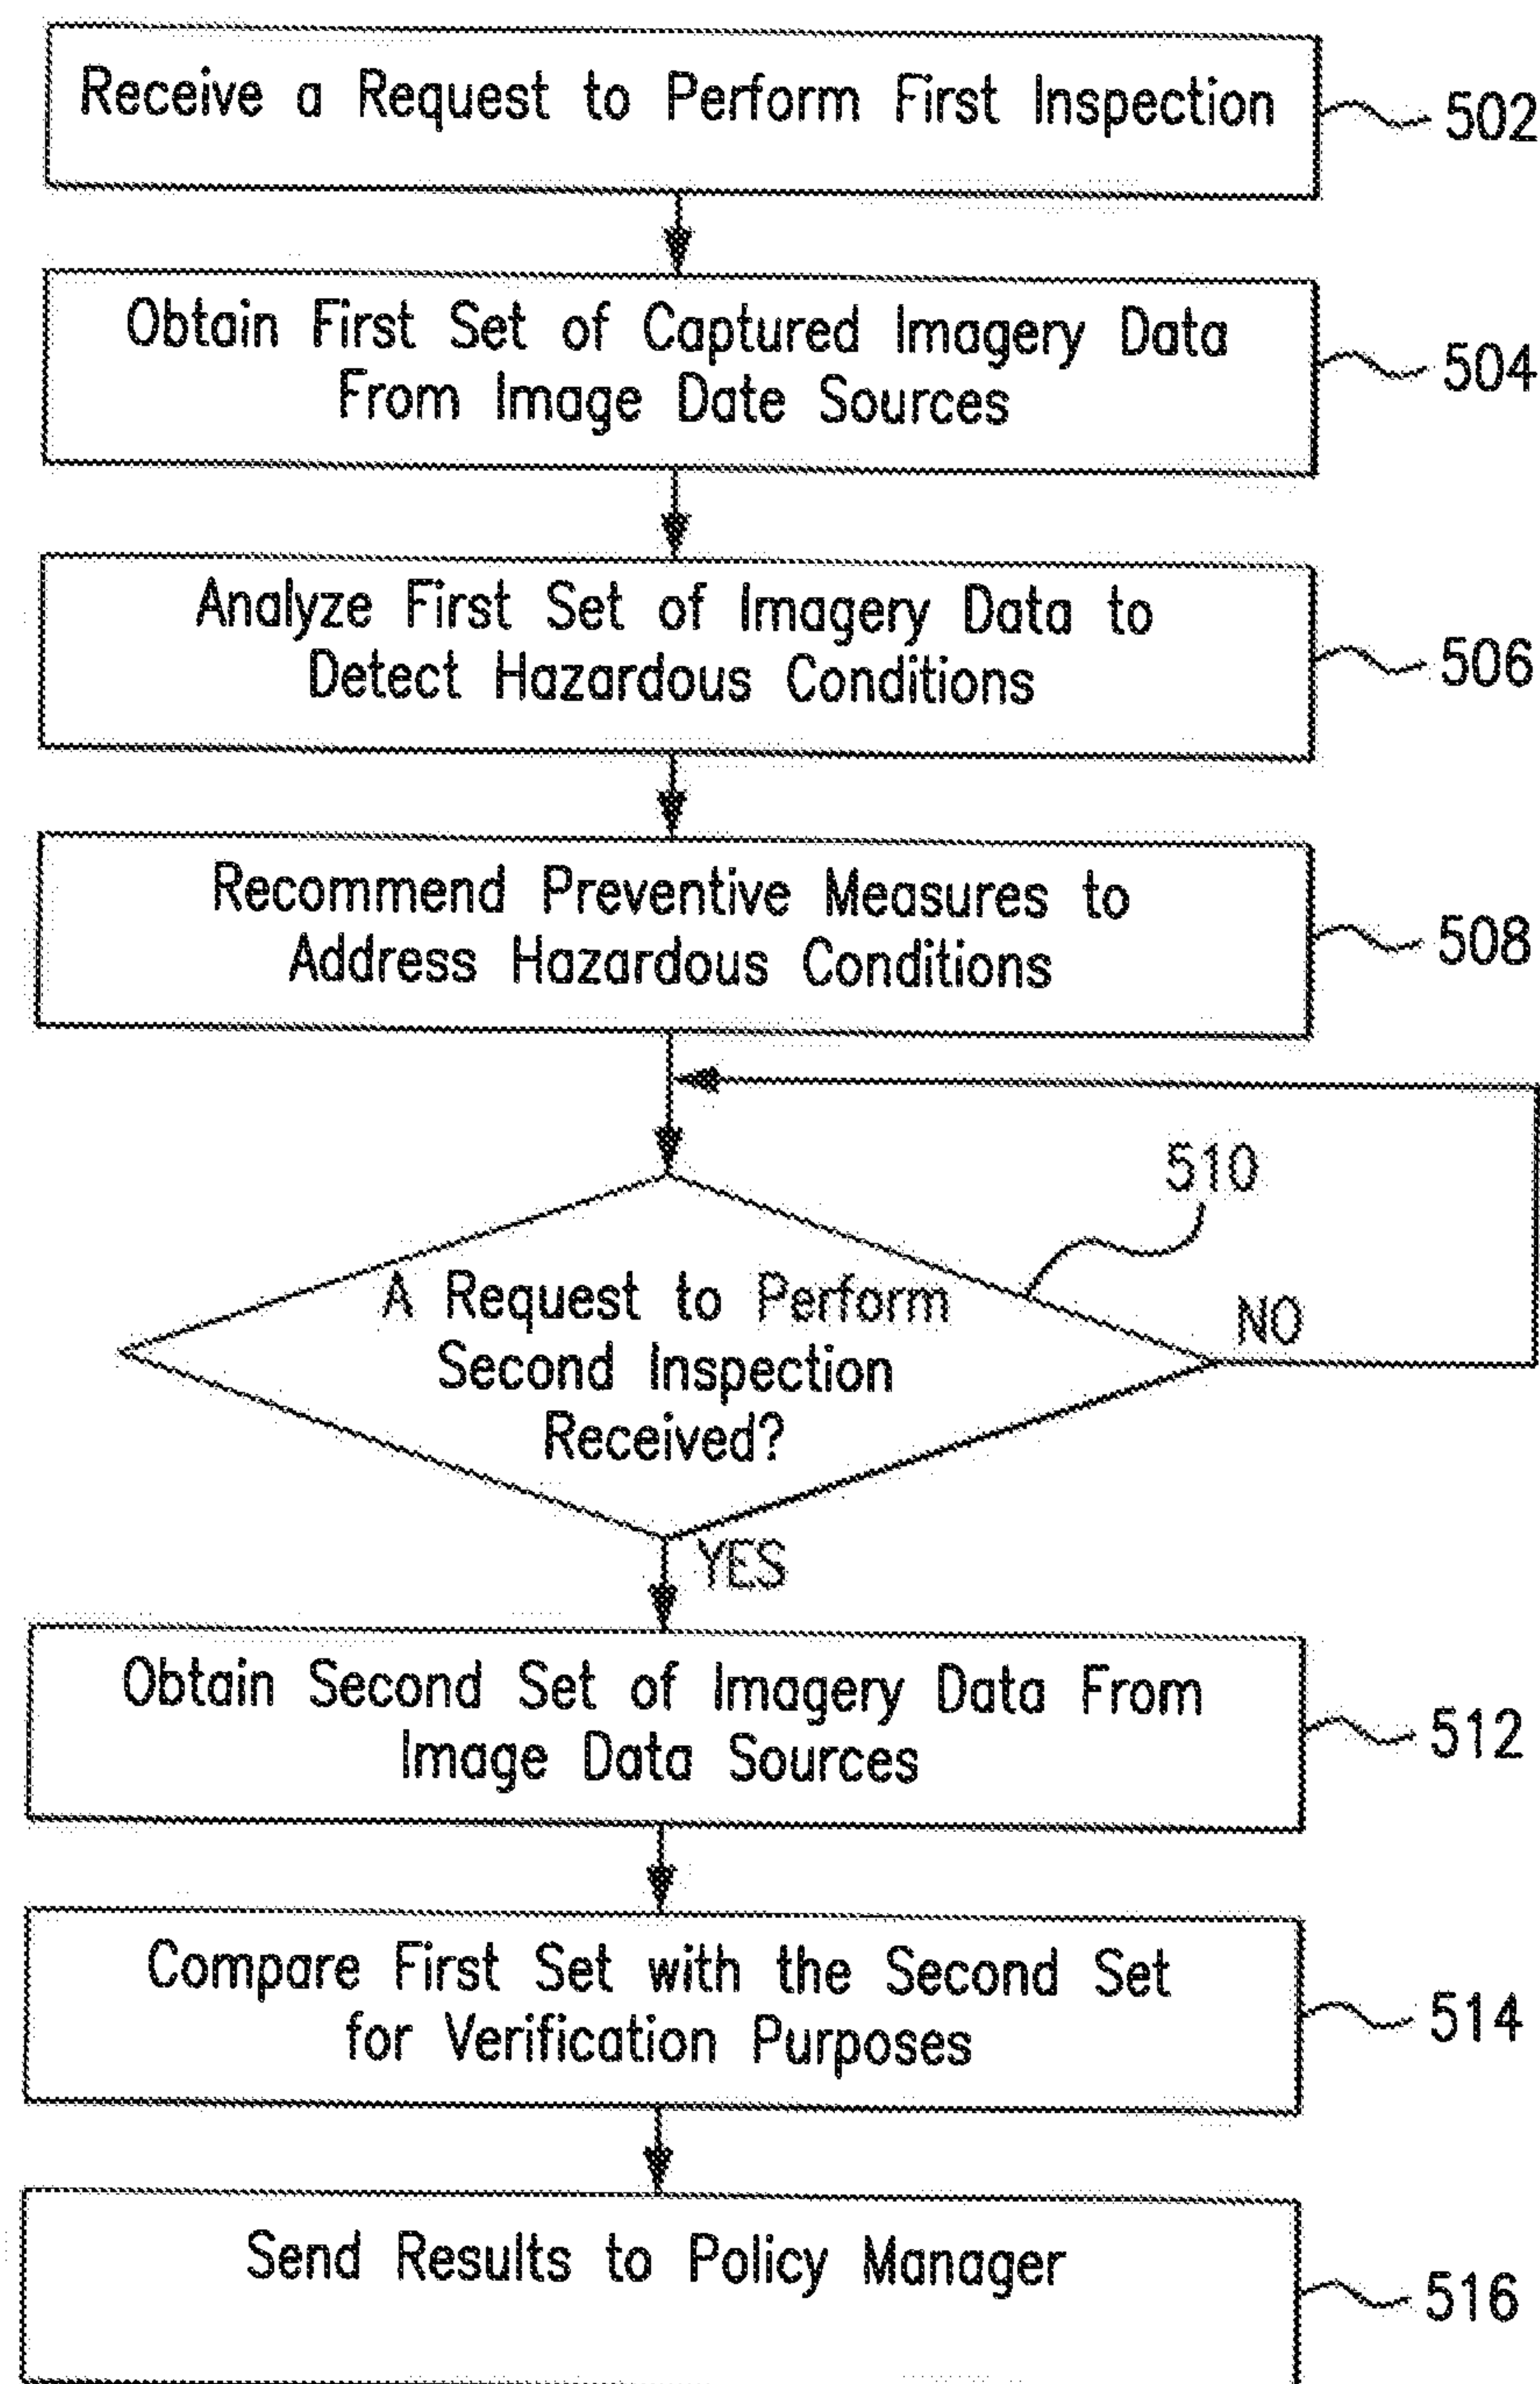 Receive a Request to Perform First Inspection
502
Obtain First Set of Captured Imagery Data
From Image Date Sources
504
Analyze First Set of Imagery Data to
Detect Hazardous Conditions
506
Recommend Preventive Measures to
Address Hazardous Conditions
508
510
A Request to Perform
Second Inspection
Received?
NO
YES
Obtain Second Set of Imagery Data From
Image Data Sources
512
Compare First Set with the Second Set
for Verification Purposes
514
Send Results to Policy Manager
516